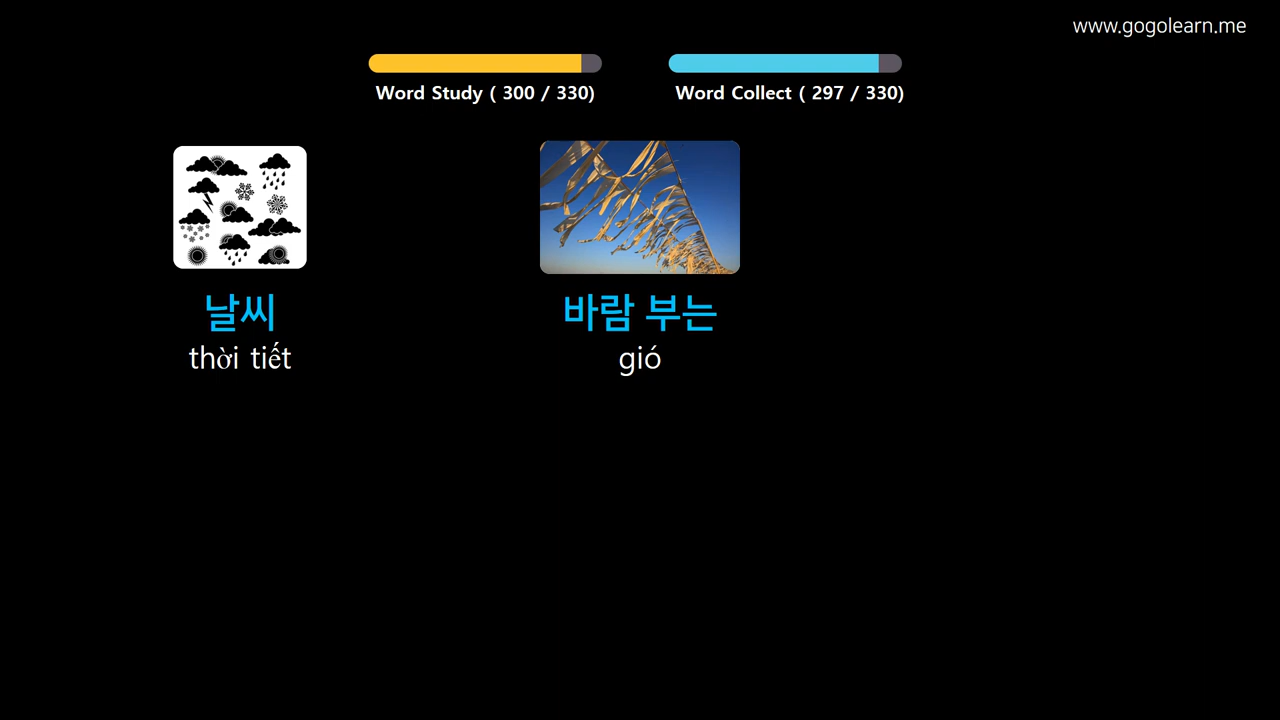 www.gogolearn.me
Word Study ( 300 / 330)
Word Collect ( 297 / 330)
날씨
thời tiết
바람 부는
gió